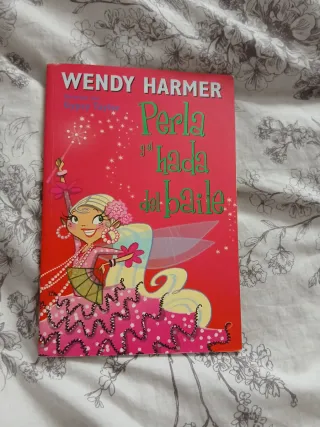 WENDY HARMER
Perla
y el
hada
del baile